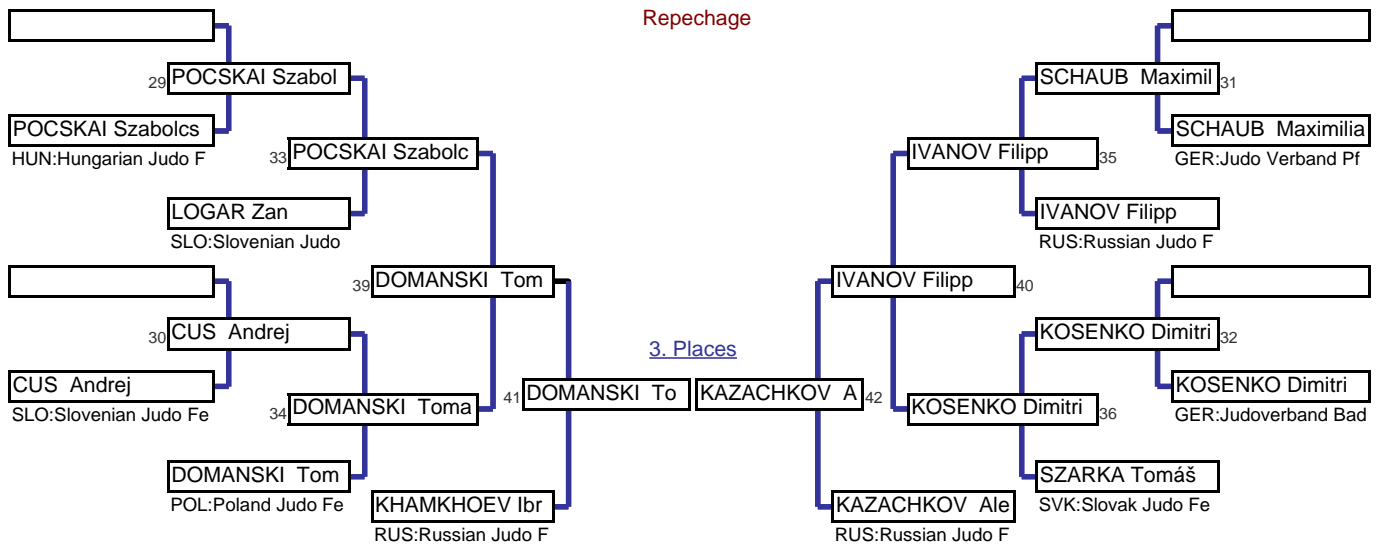 Repechage
29 POCSKAI Szabol
SCHAUB Maximil 31
POCSKAI Szabolcs
HUN:Hungarian Judo F
SCHAUB Maximilia
GER:Judo Verband Pf
33 POCSKAI Szabolc
IVANOV Filipp 35
LOGAR Zan
SLO:Slovenian Judo
IVANOV Filipp
RUS:Russian Judo F
39 DOMANSKI Tom
IVANOV Filipp 40
30 CUS Andrej
KOSENKO Dimitri 32
3. Places
CUS Andrej
SLO:Slovenian Judo Fe
KOSENKO Dimitri
GER:Judoverband Bad
34 DOMANSKI Toma
41 DOMANSKI To
KAZACHKOV A 42
KOSENKO Dimitri 36
DOMANSKI Tom
POL:Poland Judo Fe
SZARKA Tomáš
SVK:Slovak Judo Fe
KHAMKHOEV Ibr
RUS:Russian Judo F
KAZACHKOV Ale
RUS:Russian Judo F